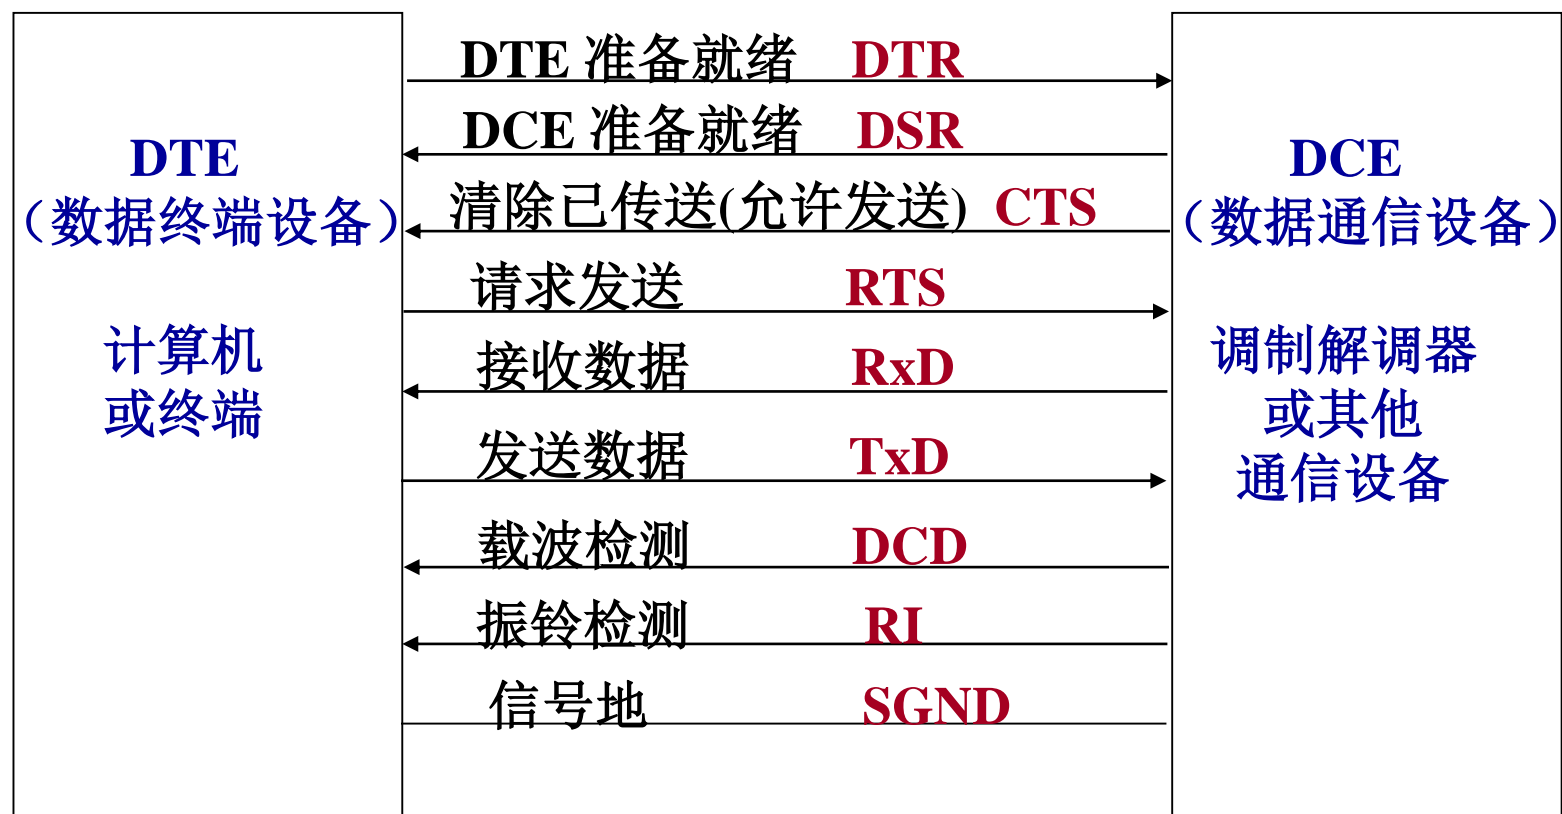 DTE 准备就绪 DTR
DCE 准备就绪 DSR
清除已传送(允许发送) CTS
请求发送 RTS
接收数据 RxD
发送数据 TxD
载波检测 DCD
振铃检测 RI
信号地 SGND
DTE
（数据终端设备）
计算机
或终端
DCE
（数据通信设备）
调制解调器
或其他
通信设备